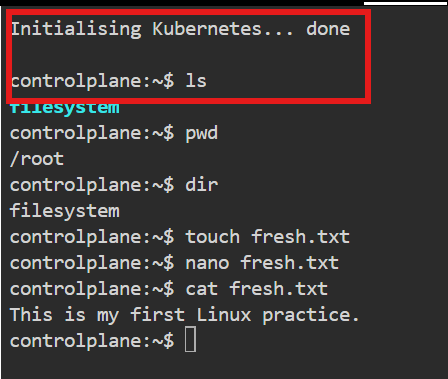 Initialising Kubernetes... done
controlplane:~$ ls
filesystem
controlplane:~$ pwd
/root
controlplane:~$ dir
filesystem
controlplane:~$ touch fresh.txt
controlplane:~$ nano fresh.txt
controlplane:~$ cat fresh.txt
This is my first Linux practice.
controlplane:~$